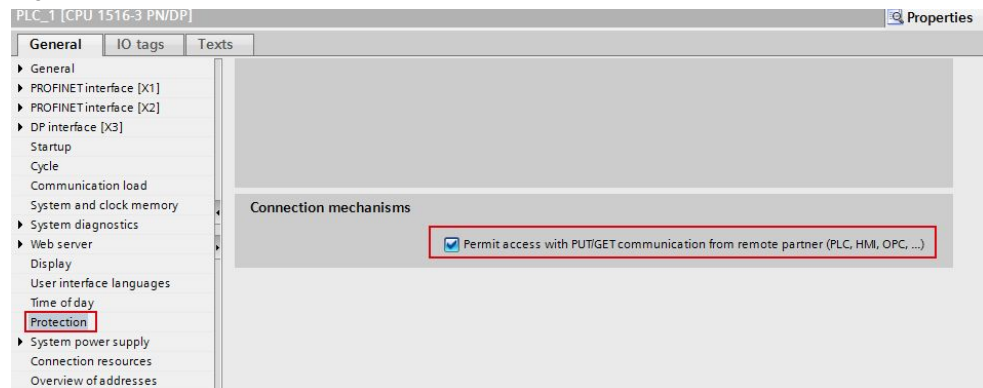 PLC_1 [CPU 1516-3 PN/DP]
Properties
General
IO tags
Texts
General
PROFINET interface [X1]
PROFINET interface [X2]
DP interface [X3]
Startup
Cycle
Communication load
System and clock memory
System diagnostics
Web server
Display
User interface languages
Time of day
Protection
System power supply
Connection resources
Overview of addresses
Connection mechanisms
Permit access with PUT/GET communication from remote partner (PLC, HMI, OPC, ...)